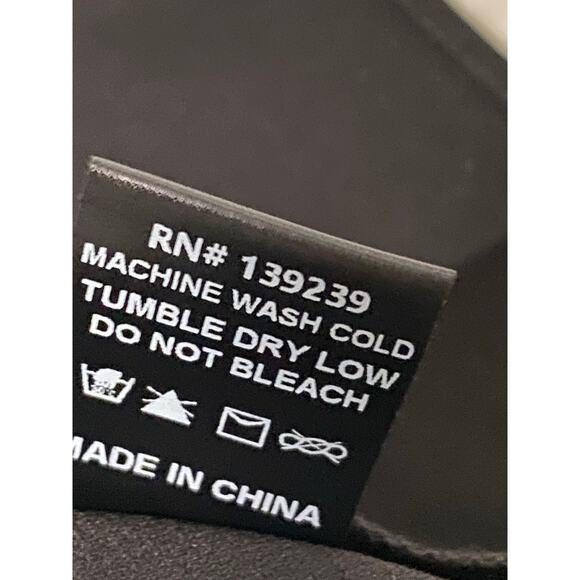 RN# 139239
MACHINE WASH COLD
TUMBLE DRY LOW
DO NOT BLEACH
MADE IN CHINA